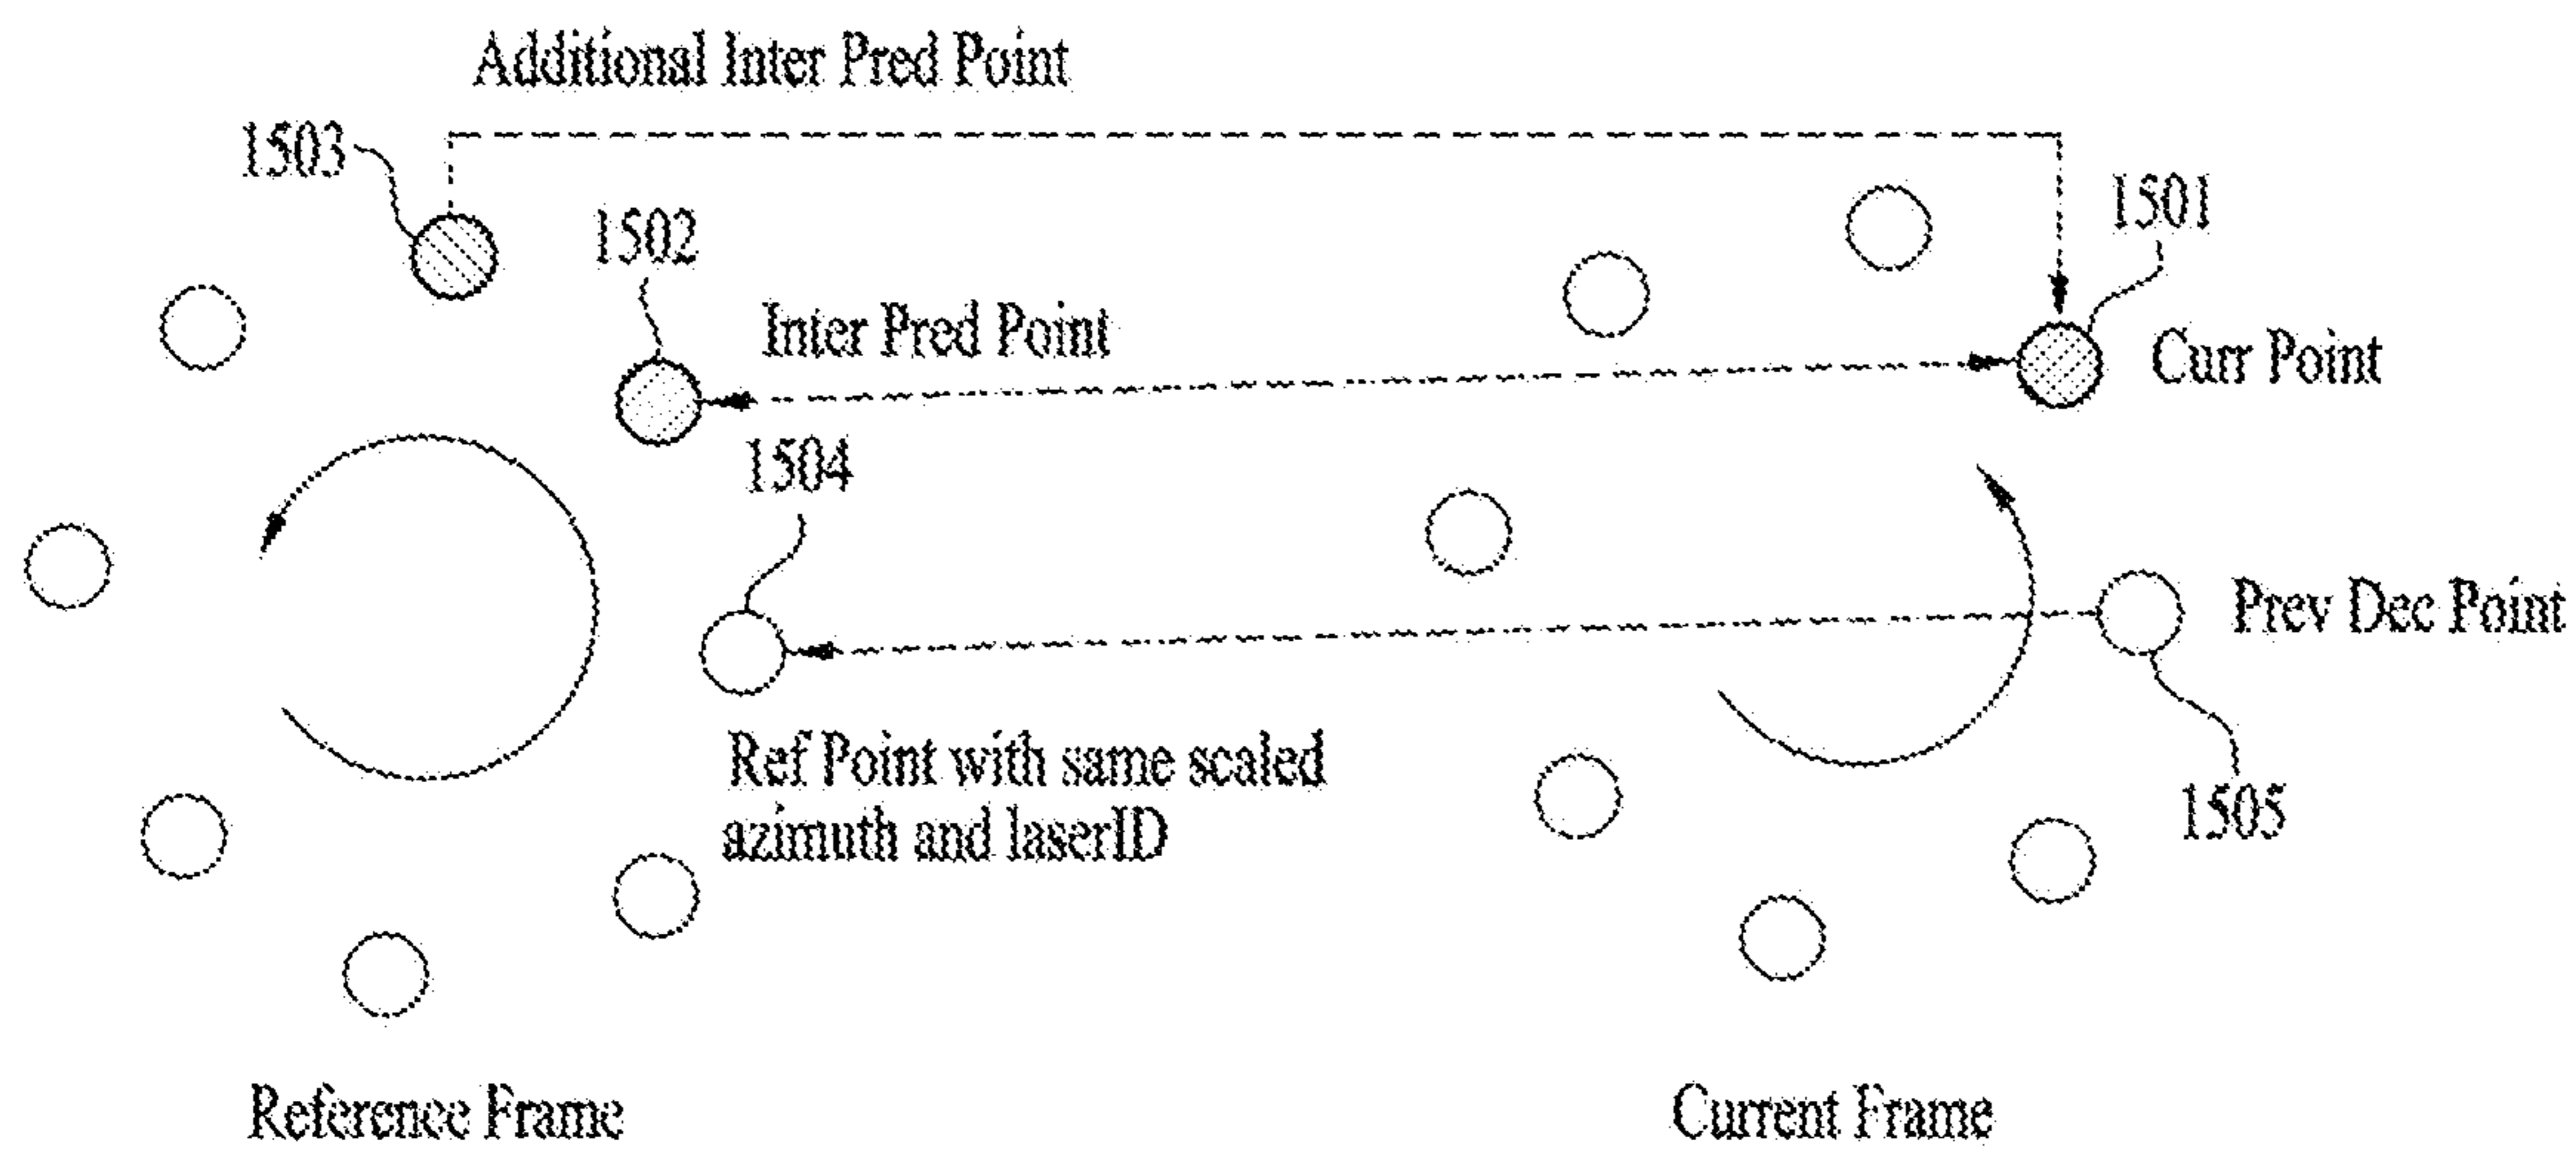 Additional Inter Pred Point
1503
1502
1501
Inter Pred Point
Curr Point
1504
Prev Dec Point
Ref Point with same scaled
azimuth and laserID
1505
Reference Frame
Current Frame